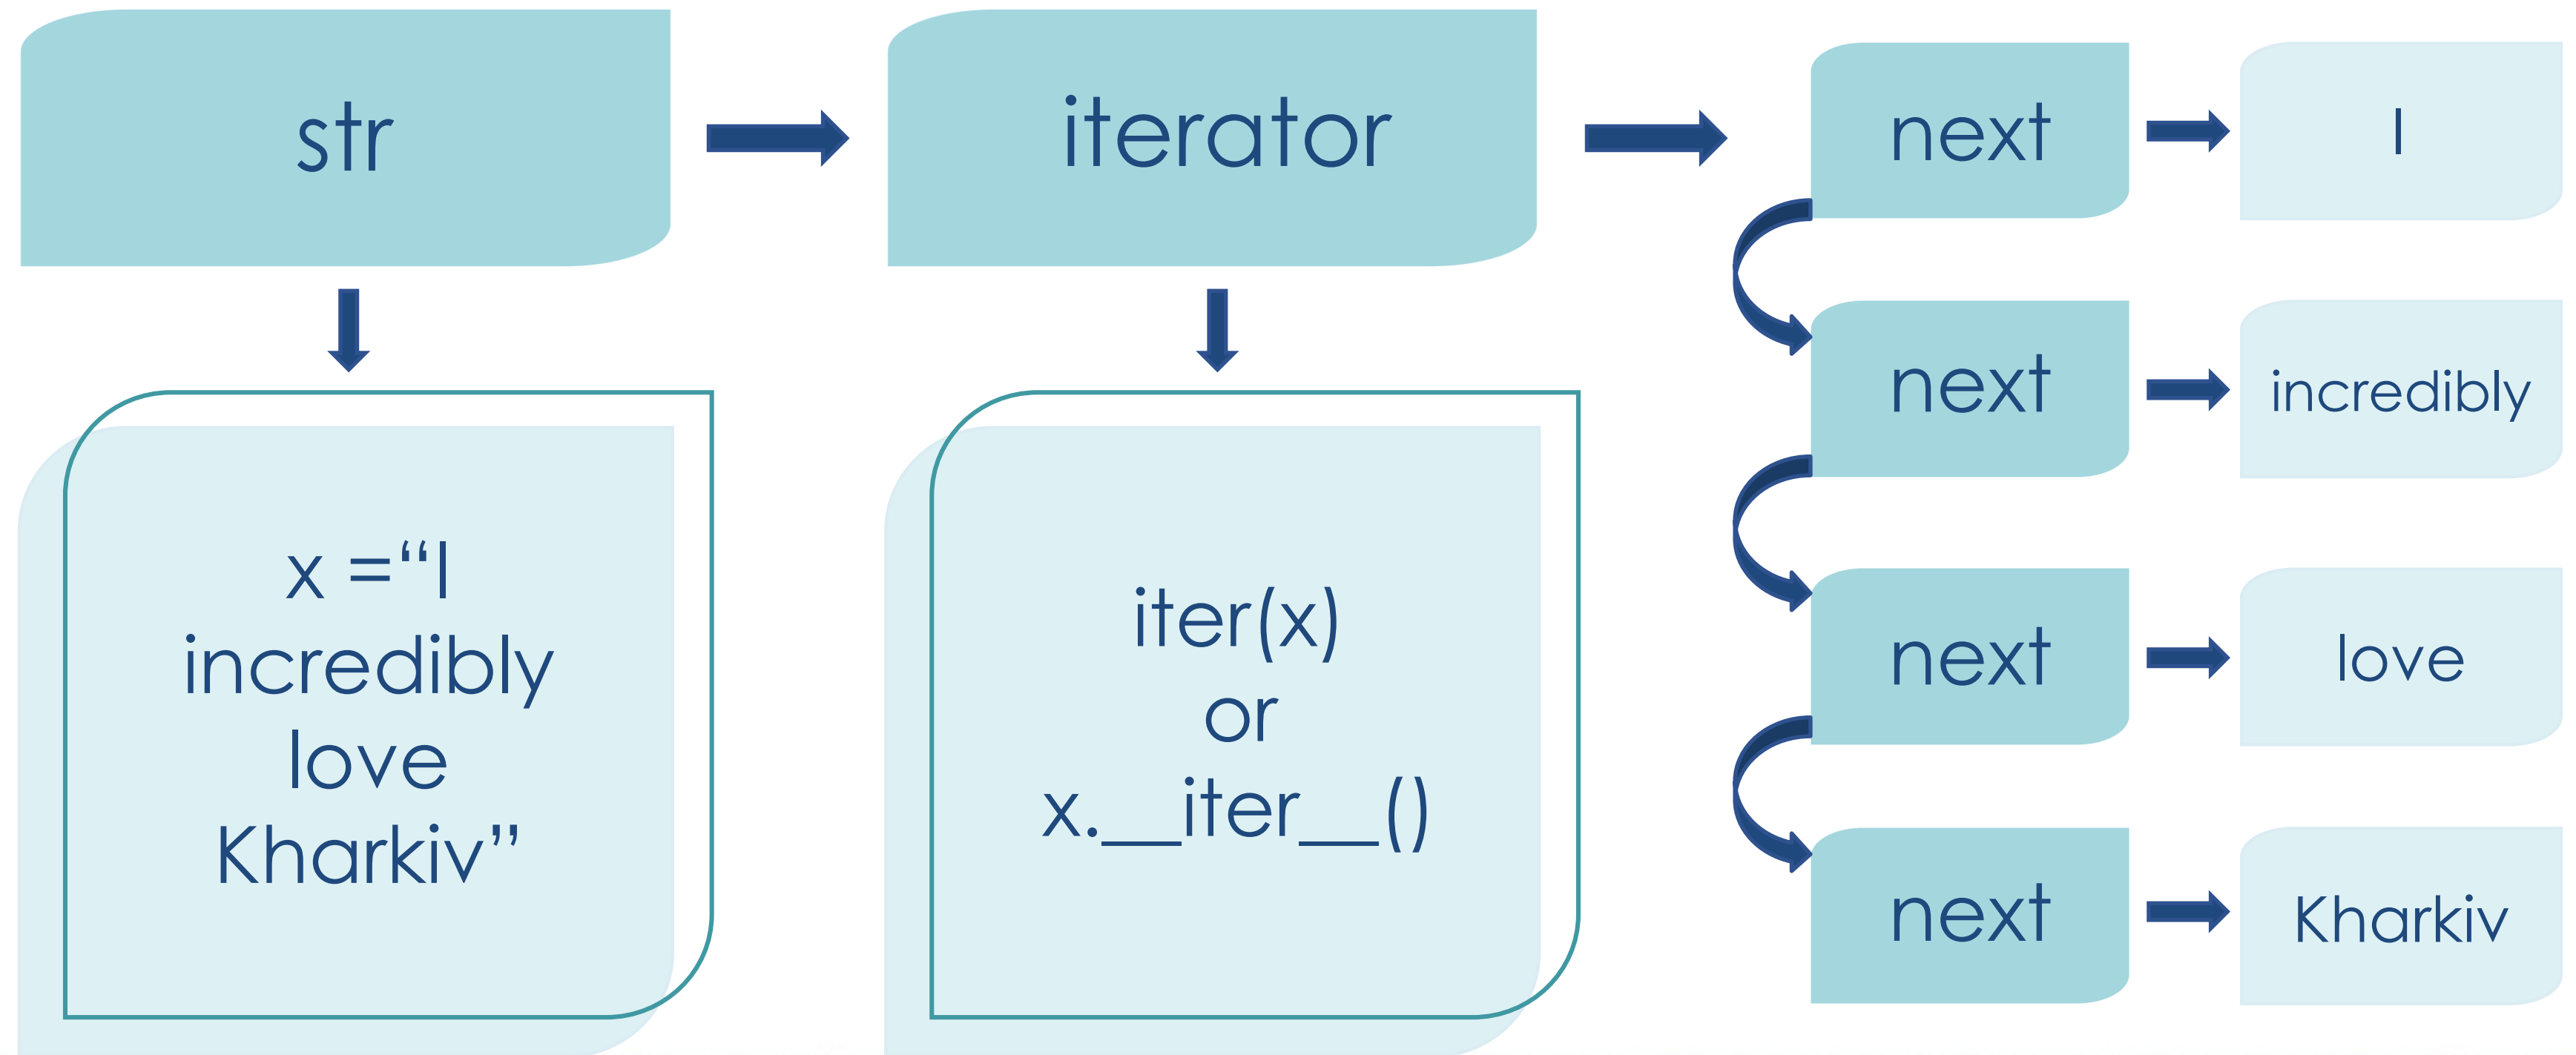 str
x =“I
incredibly
love
Kharkiv”
iterator
iter(x)
or
x.__iter__()
next
I
next
incredibly
next
love
next
Kharkiv